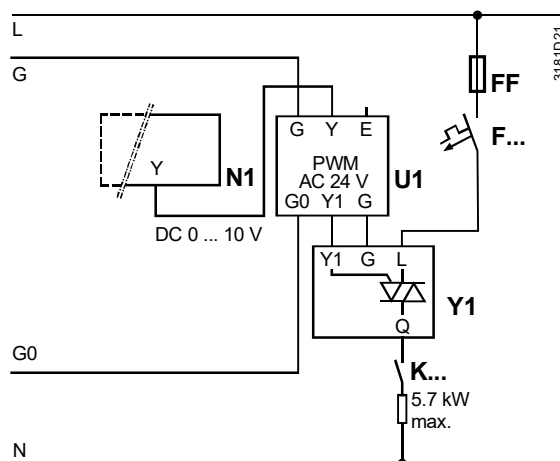 L
3181D21
G
FF
G Y E
F...
Y
N1
PWM
AC 24 V
U1
G0 Y1 G
DC 0 ... 10 V
Y1 G L
Y1
Q
G0
K...
5.7 kW
max.
N